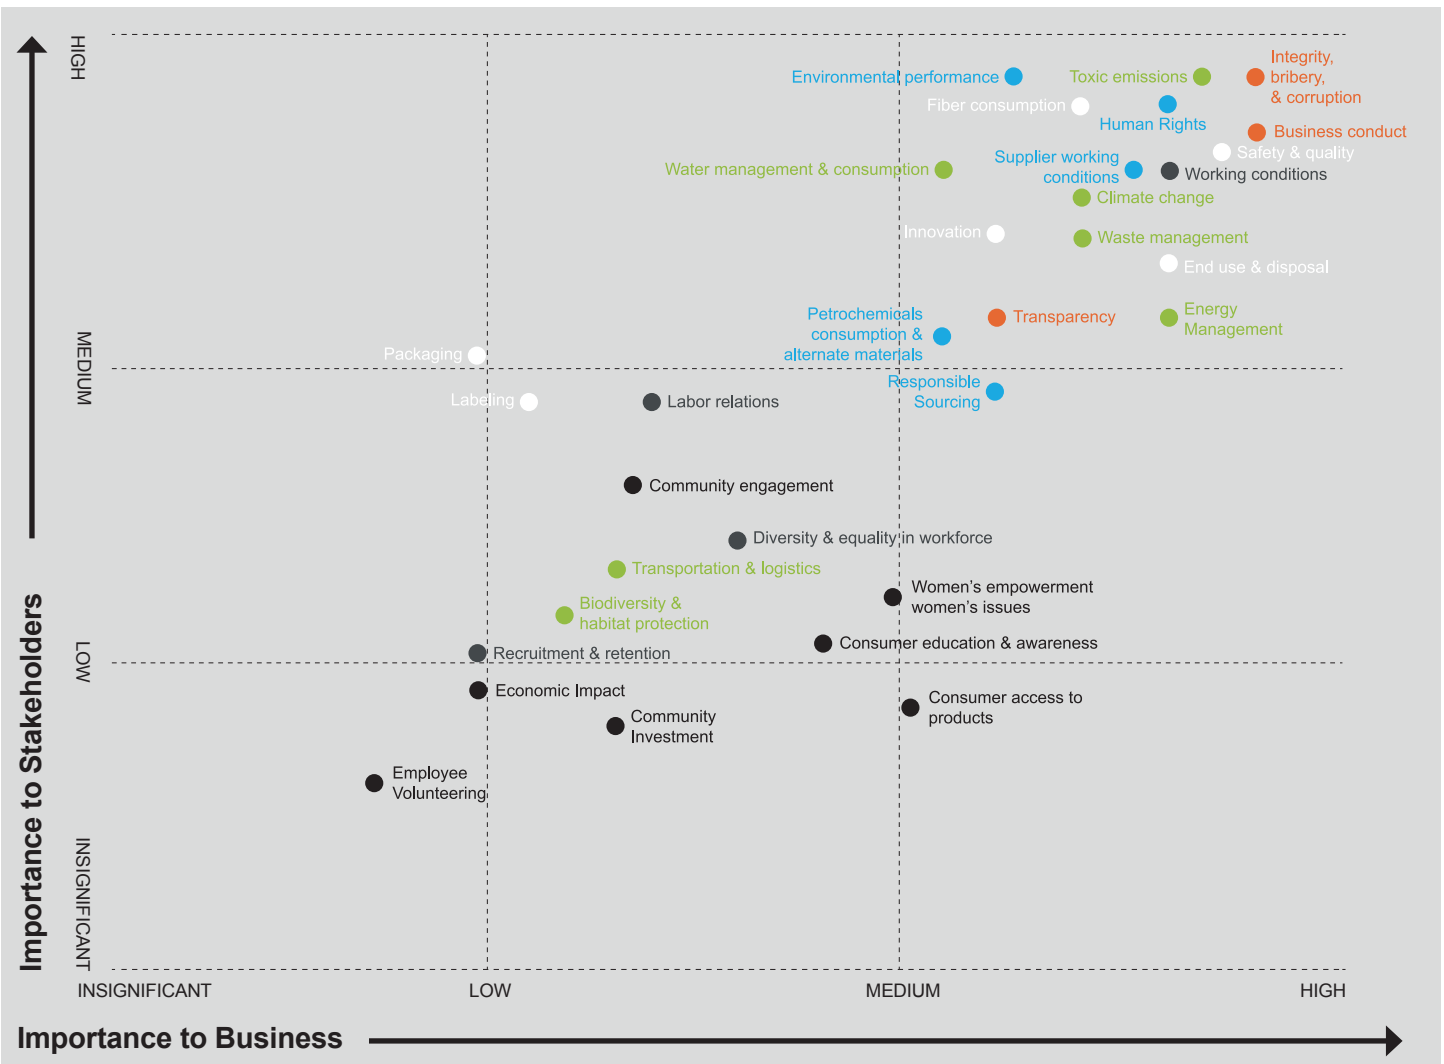 HIGH
MEDIUM
LOW
INSIGNIFICANT
Importance to Stakeholders
Environmental performance
Toxic emissions
Integrity,
bribery,
& corruption
Fiber consumption
Human Rights
Business conduct
Safety & quality
Water management & consumption
Supplier working
conditions
Working conditions
Climate change
Innovation
Waste management
End use & disposal
Petrochemicals
consumption &
alternate materials
Transparency
Energy
Management
Packaging
Responsible
Sourcing
Labeling
Labor relations
Community engagement
Diversity & equality in workforce
Transportation & logistics
Women’s empowerment
women’s issues
Biodiversity &
habitat protection
Consumer education & awareness
Recruitment & retention
Economic Impact
Consumer access to
products
Community
Investment
Employee
Volunteering
INSIGNIFICANT
LOW
MEDIUM
HIGH
Importance to Business